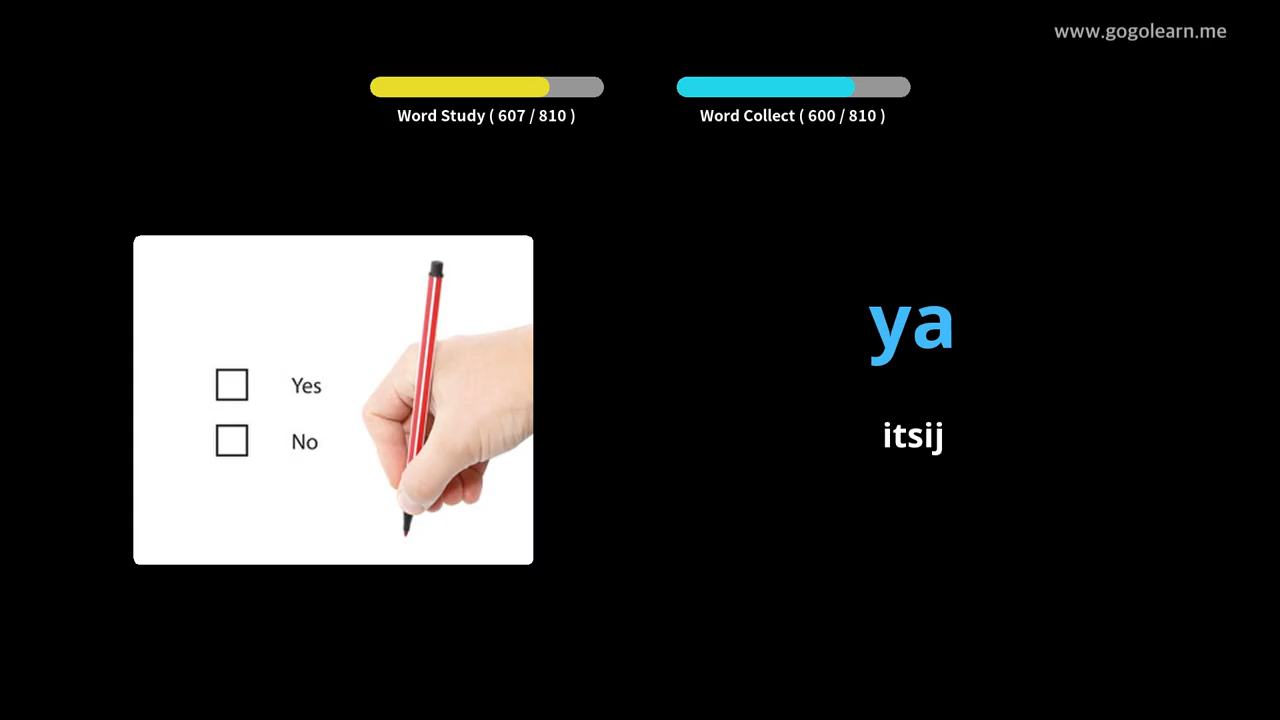 www.gogolearn.me
Word Study ( 607 / 810 )
Word Collect ( 600 / 810 )
Yes
No
ya
itsij